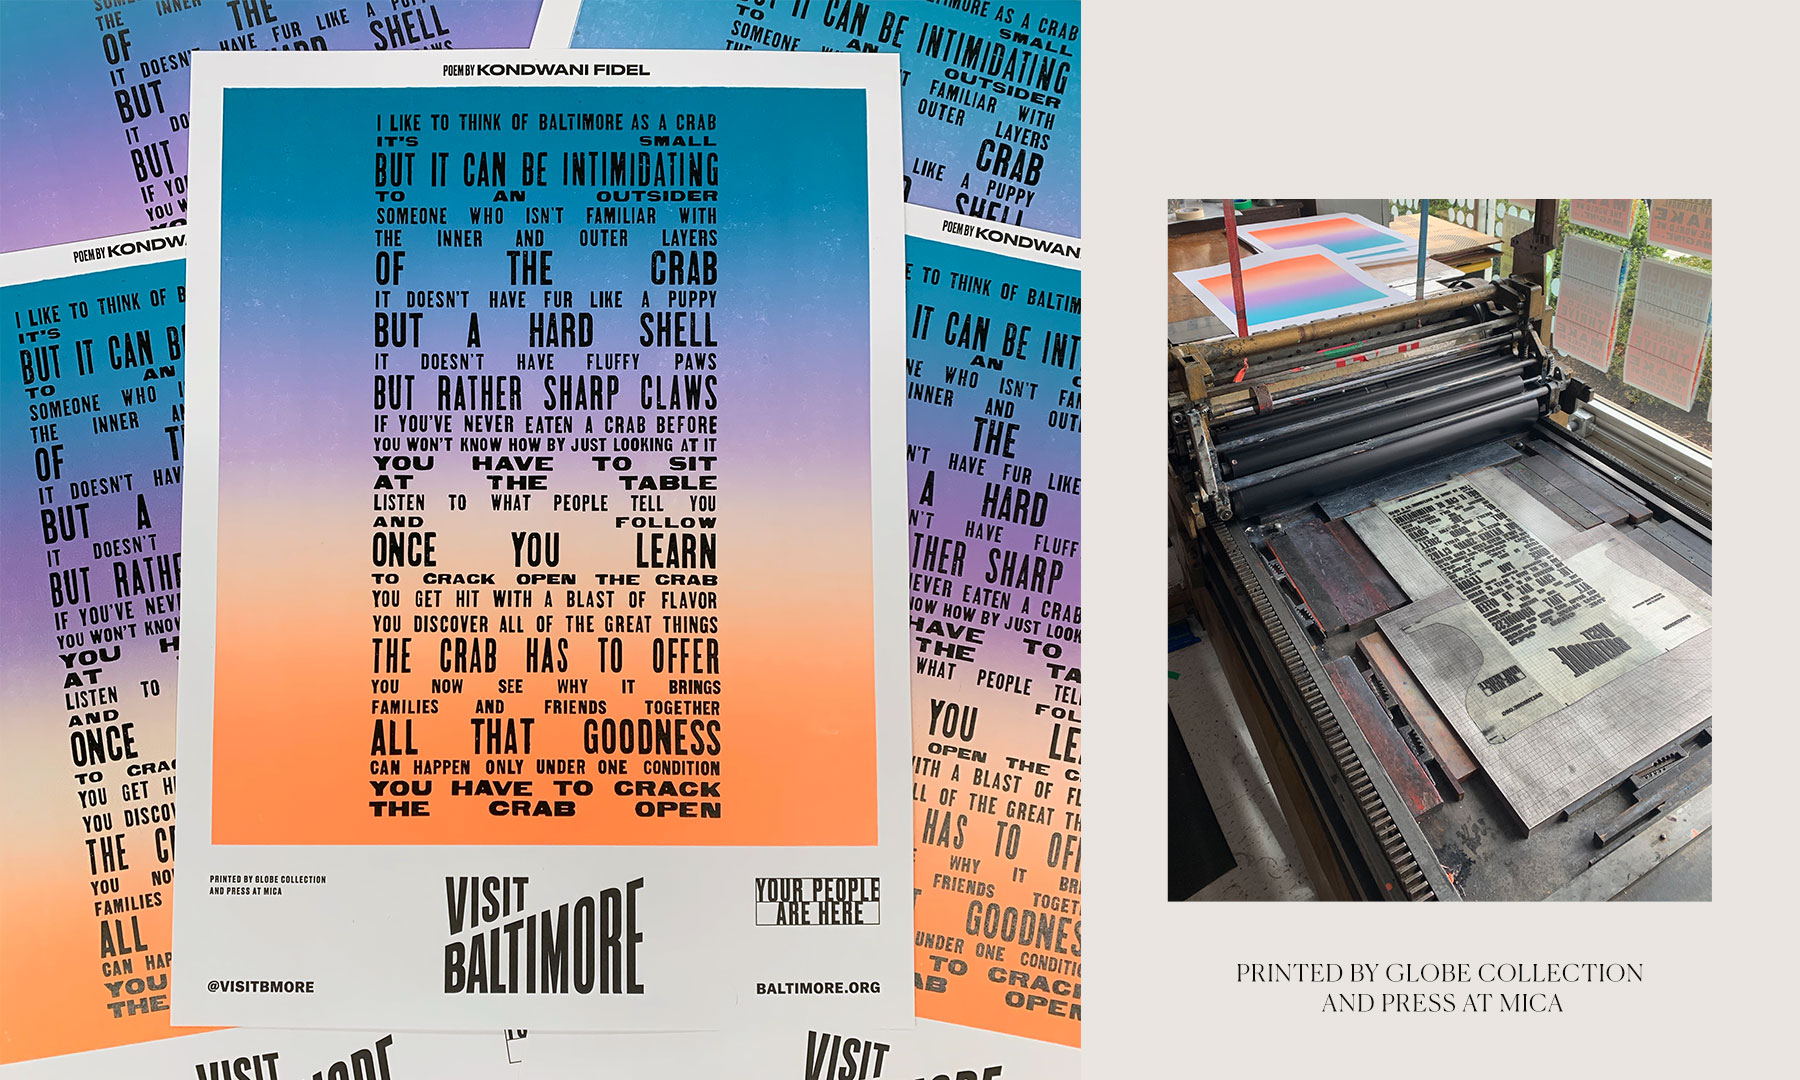 POEM BY KONDWANI FIDEL
I LIKE TO THINK OF BALTIMORE AS A CRAB
IT'S SMALL
BUT IT CAN BE INTIMIDATING
TO AN OUTSIDER
SOMEONE WHO ISN'T FAMILIAR WITH
THE INNER AND OUTER LAYERS
OF THE CRAB
IT DOESN'T HAVE FUR LIKE A PUPPY
BUT A HARD SHELL
IT DOESN'T HAVE FLUFFY PAWS
BUT RATHER SHARP CLAWS
IF YOU'VE NEVER EATEN A CRAB BEFORE
YOU WON'T KNOW HOW BY JUST LOOKING AT IT
YOU HAVE TO SIT
AT THE TABLE
LISTEN TO WHAT PEOPLE TELL YOU
AND FOLLOW
ONCE YOU LEARN
TO CRACK OPEN THE CRAB
YOU GET HIT WITH A BLAST OF FLAVOR
YOU DISCOVER ALL OF THE GREAT THINGS
THE CRAB HAS TO OFFER
YOU NOW SEE WHY IT BRINGS
FAMILIES AND FRIENDS TOGETHER
ALL THAT GOODNESS
CAN HAPPEN ONLY UNDER ONE CONDITION
YOU HAVE TO CRACK
THE CRAB OPEN
PRINTED BY GLOBE COLLECTION
AND PRESS AT MICA
VISIT
BALTIMORE
YOUR PEOPLE
ARE HERE
@VISITBMORE
BALTIMORE.ORG
PRINTED BY GLOBE COLLECTION
AND PRESS AT MICA